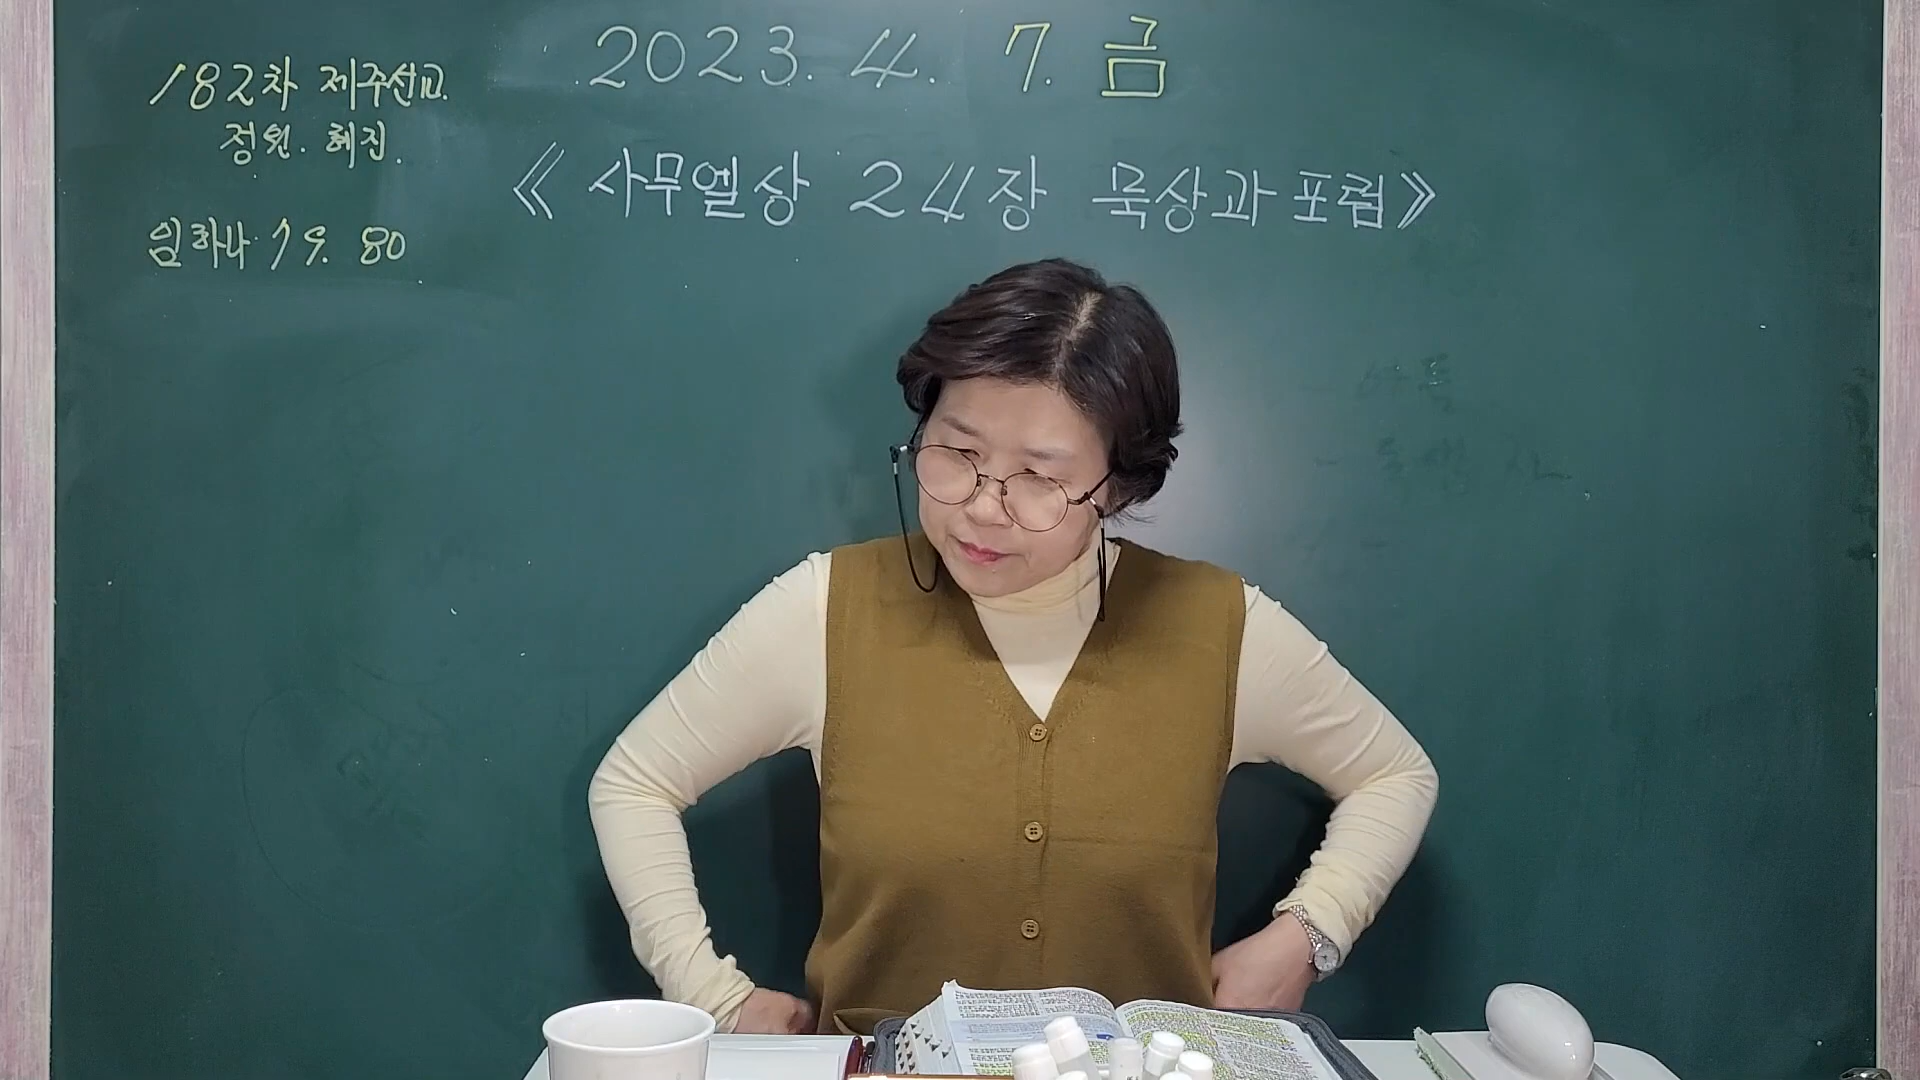 2023. 4. 7. 금
182차 제주선교.
정원. 혜진.
《사무엘상 24장 묵상과 포럼》
임하나 79. 80